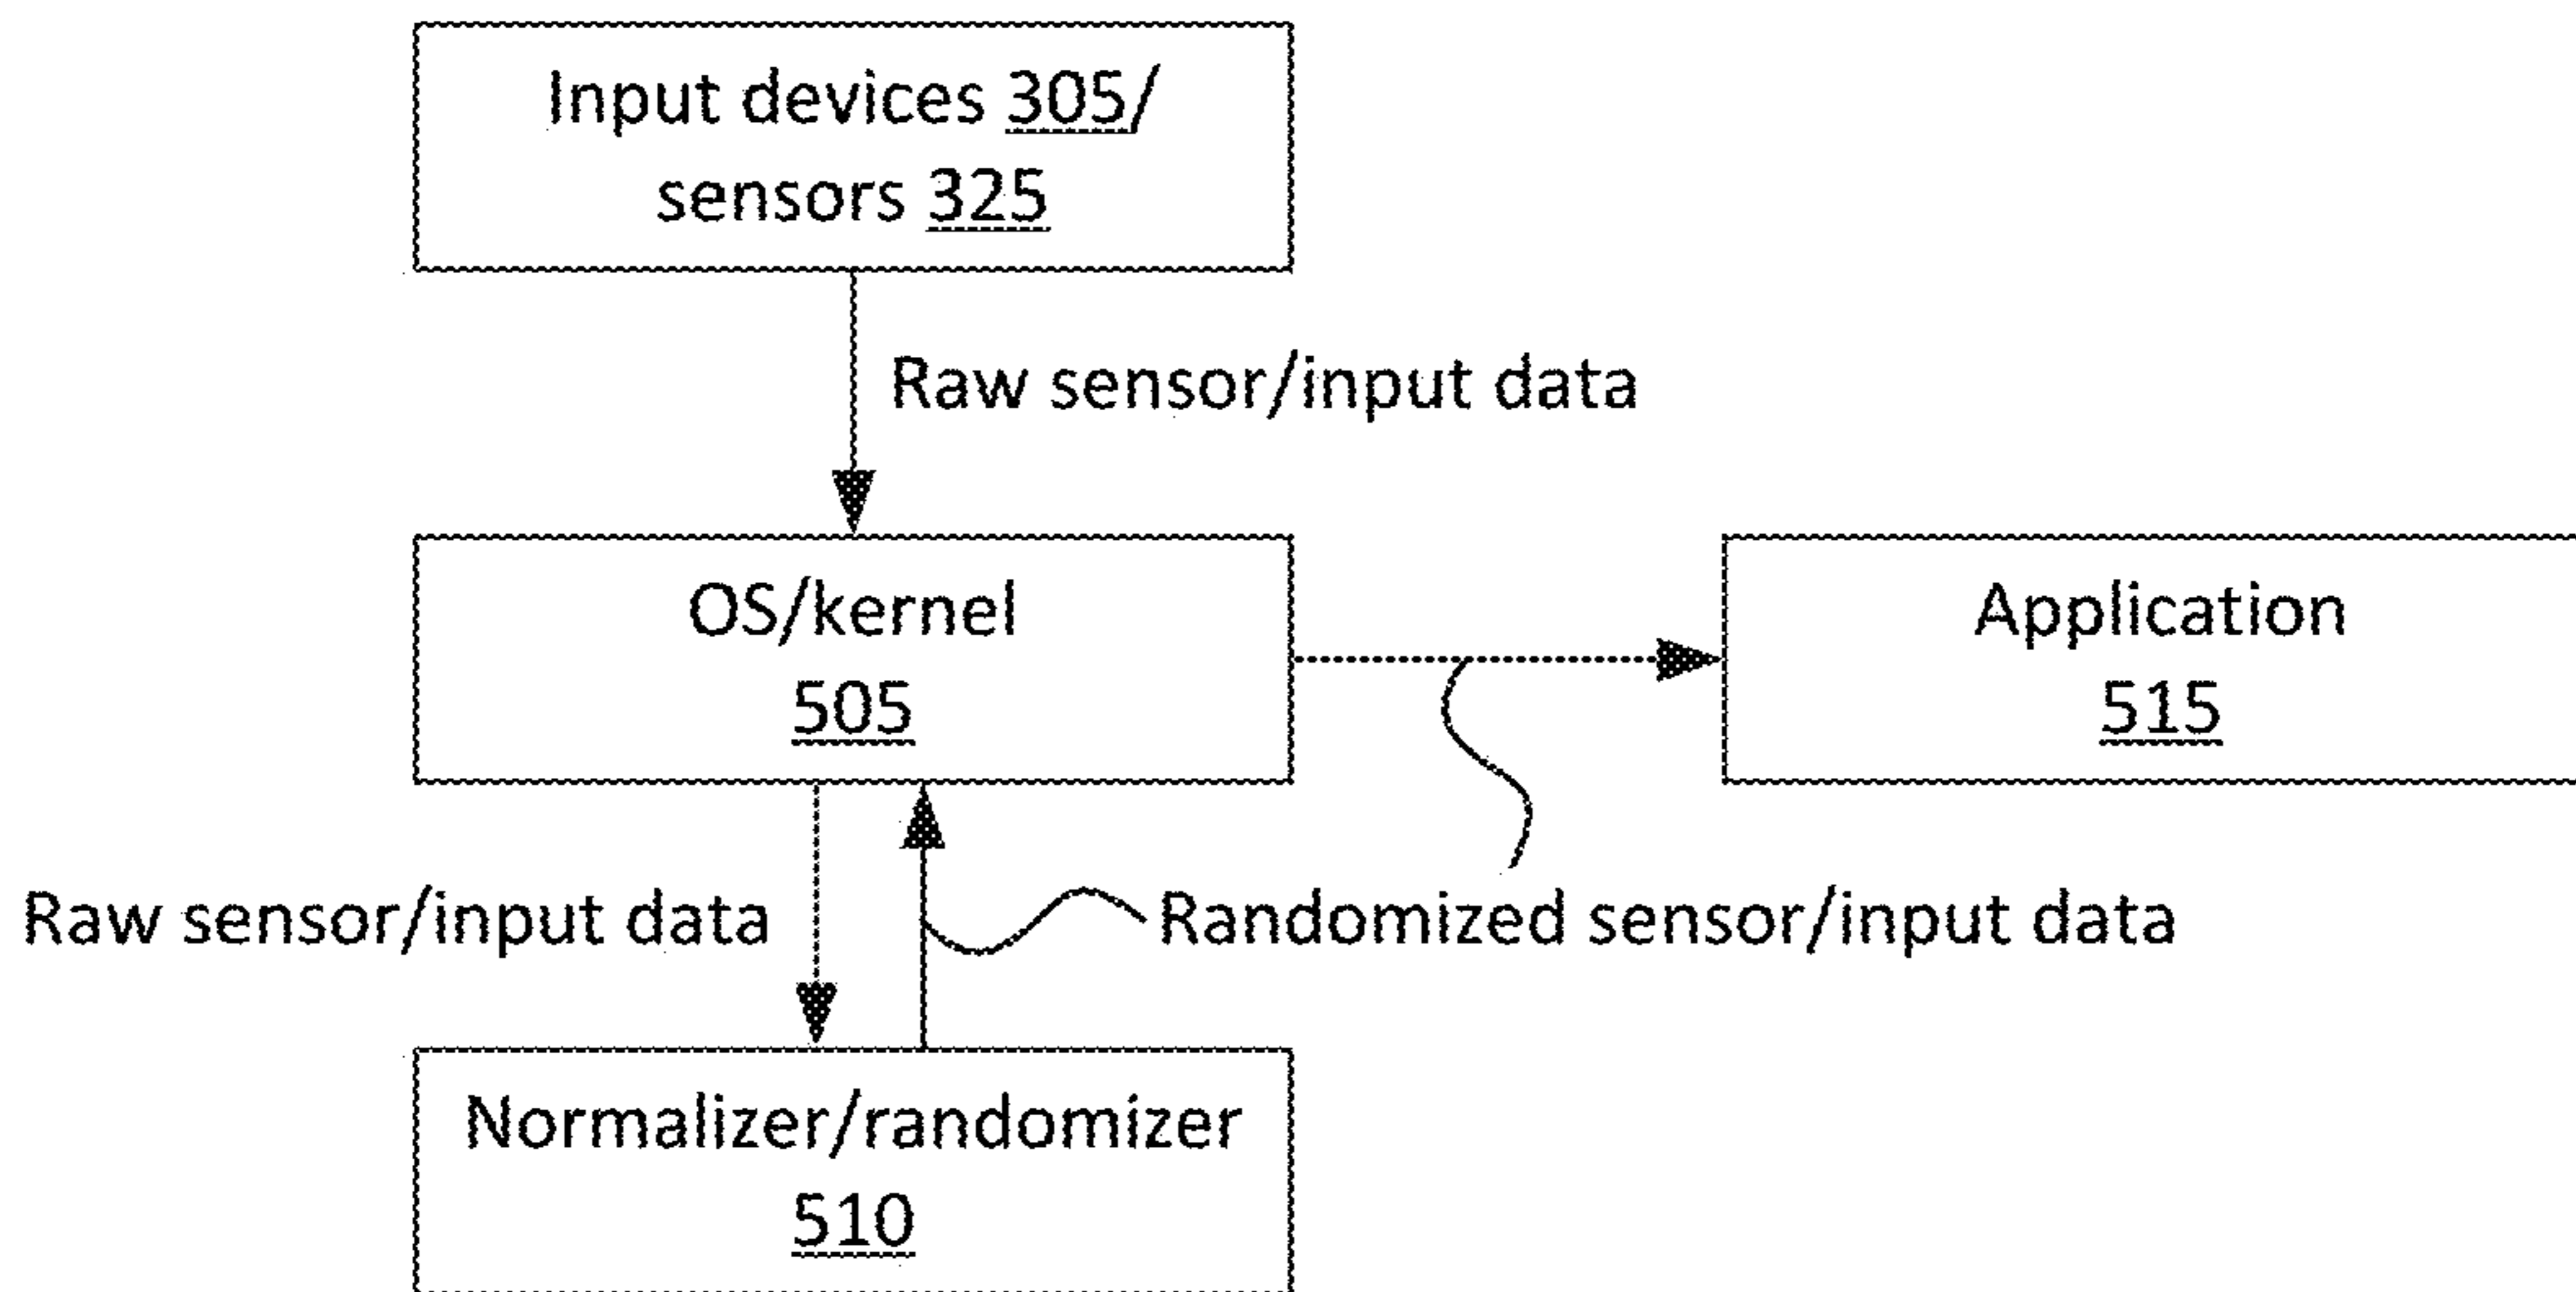 Input devices 305/
sensors 325
Raw sensor/input data
OS/kernel
505
Application
515
Raw sensor/input data
Randomized sensor/input data
Normalizer/randomizer
510